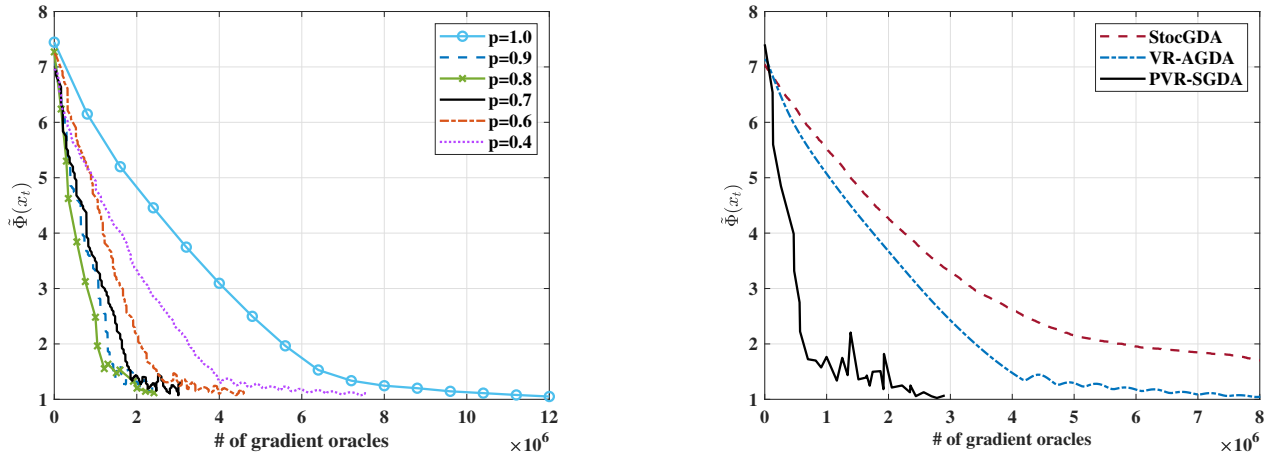 8
7
6
5
4
3
2
1
Φ̃(x_t)
0 2 4 6 8 10 12
# of gradient oracles
×10^6
p=1.0
p=0.9
p=0.8
p=0.7
p=0.6
p=0.4
8
7
6
5
4
3
2
1
Φ̃(x_t)
0 1 2 3 4 5 6 7 8
# of gradient oracles
×10^6
StocGDA
VR-AGDA
PVR-SGDA